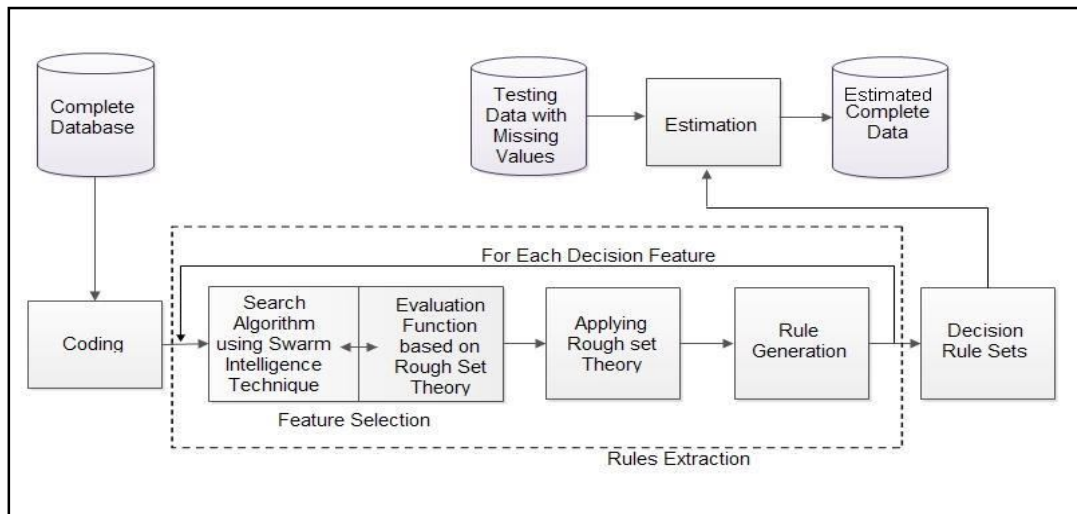 Complete
Database
Testing
Data with
Missing
Values
Estimation
Estimated
Complete
Data
For Each Decision Feature
Coding
Search
Algorithm
using Swarm
Intelligence
Technique
Evaluation
Function
based on
Rough Set
Theory
Applying
Rough set
Theory
Rule
Generation
Decision
Rule Sets
Feature Selection
Rules Extraction